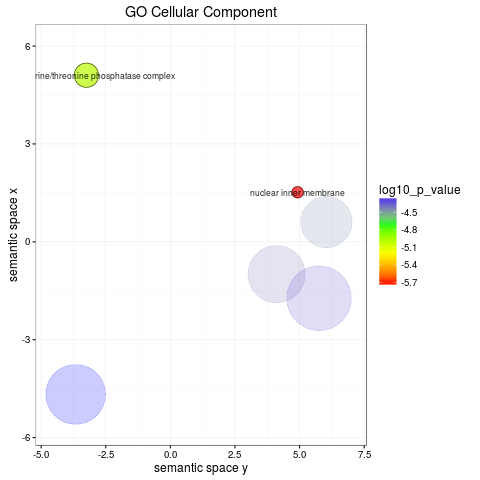 GO Cellular Component
6
rine/threonine phosphatase complex
3
nuclear inner membrane
semantic space x
0
-3
-6
-5.0 -2.5 0.0 2.5 5.0 7.5
semantic space y
log10_p_value
-4.5
-4.8
-5.1
-5.4
-5.7